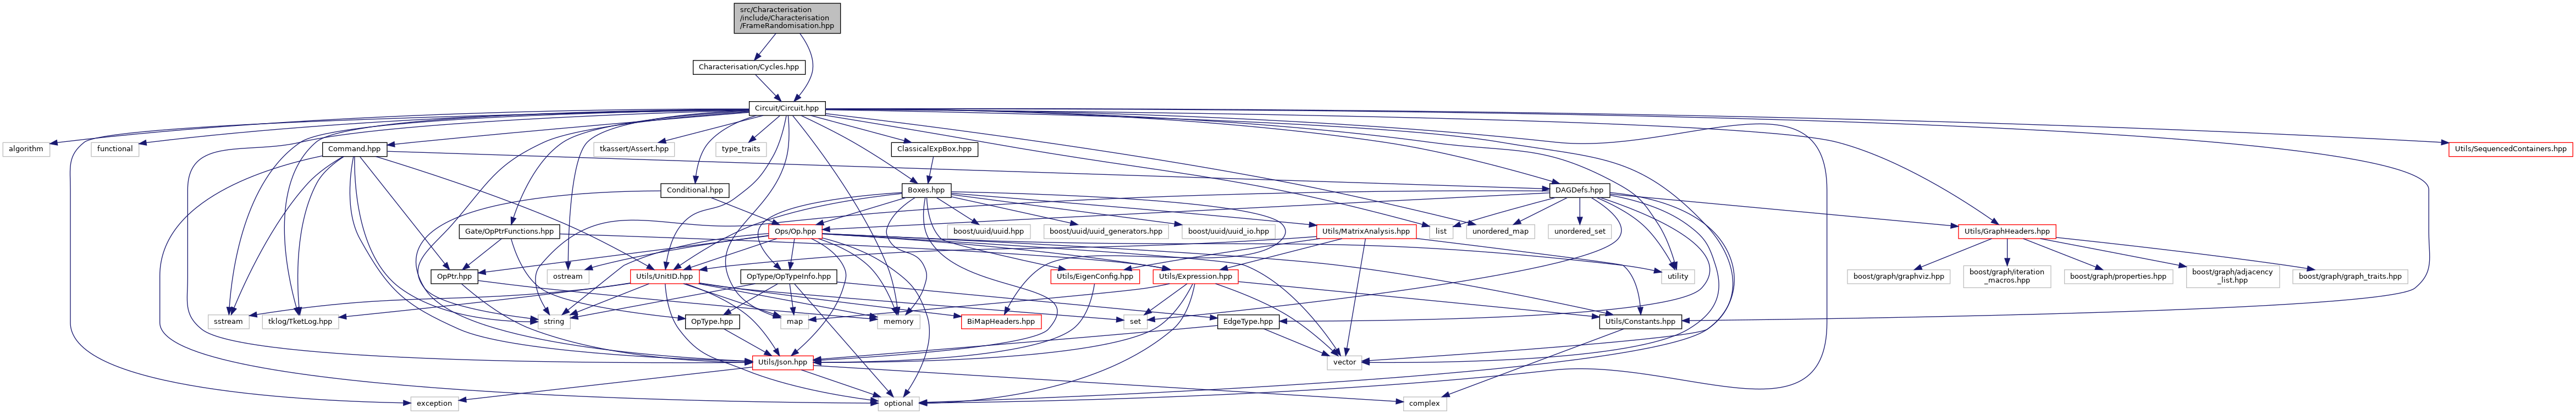 src/Characterisation
/include/Characterisation
/FrameRandomisation.hpp
Characterisation/Cycles.hpp
Circuit/Circuit.hpp
algorithm
functional
Command.hpp
tkassert/Assert.hpp
type_traits
ClassicalExpBox.hpp
Utils/SequencedContainers.hpp
Conditional.hpp
Boxes.hpp
DAGDefs.hpp
Gate/OpPtrFunctions.hpp
Ops/Op.hpp
boost/uuid/uuid.hpp
boost/uuid/uuid_generators.hpp
boost/uuid/uuid_io.hpp
Utils/MatrixAnalysis.hpp
list
unordered_map
unordered_set
Utils/GraphHeaders.hpp
OpPtr.hpp
ostream
Utils/UnitID.hpp
OpType/OpTypeInfo.hpp
Utils/EigenConfig.hpp
Utils/Expression.hpp
utility
boost/graph/graphviz.hpp
boost/graph/iteration
_macros.hpp
boost/graph/properties.hpp
boost/graph/adjacency
_list.hpp
boost/graph/graph_traits.hpp
sstream
tklog/TketLog.hpp
string
OpType.hpp
map
memory
BiMapHeaders.hpp
set
EdgeType.hpp
Utils/Constants.hpp
Utils/Json.hpp
vector
exception
optional
complex